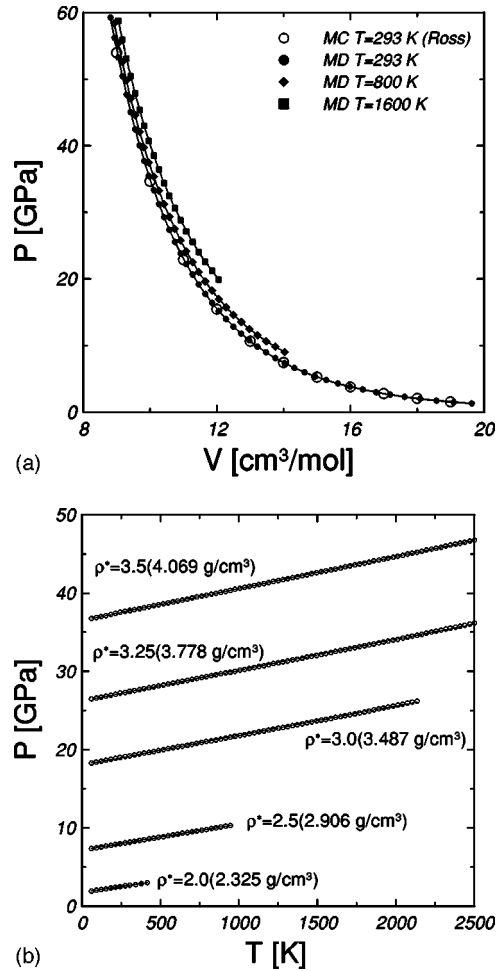 60
40
20
0
P [GPa]
MC T=293 K (Ross)
MD T=293 K
MD T=800 K
MD T=1600 K
8 12 16 20
V [cm³/mol]
(a)
50
40
30
20
10
0
P [GPa]
ρ*=3.5(4.069 g/cm³)
ρ*=3.25(3.778 g/cm³)
ρ*=3.0(3.487 g/cm³)
ρ*=2.5(2.906 g/cm³)
ρ*=2.0(2.325 g/cm³)
0 500 1000 1500 2000 2500
T [K]
(b)